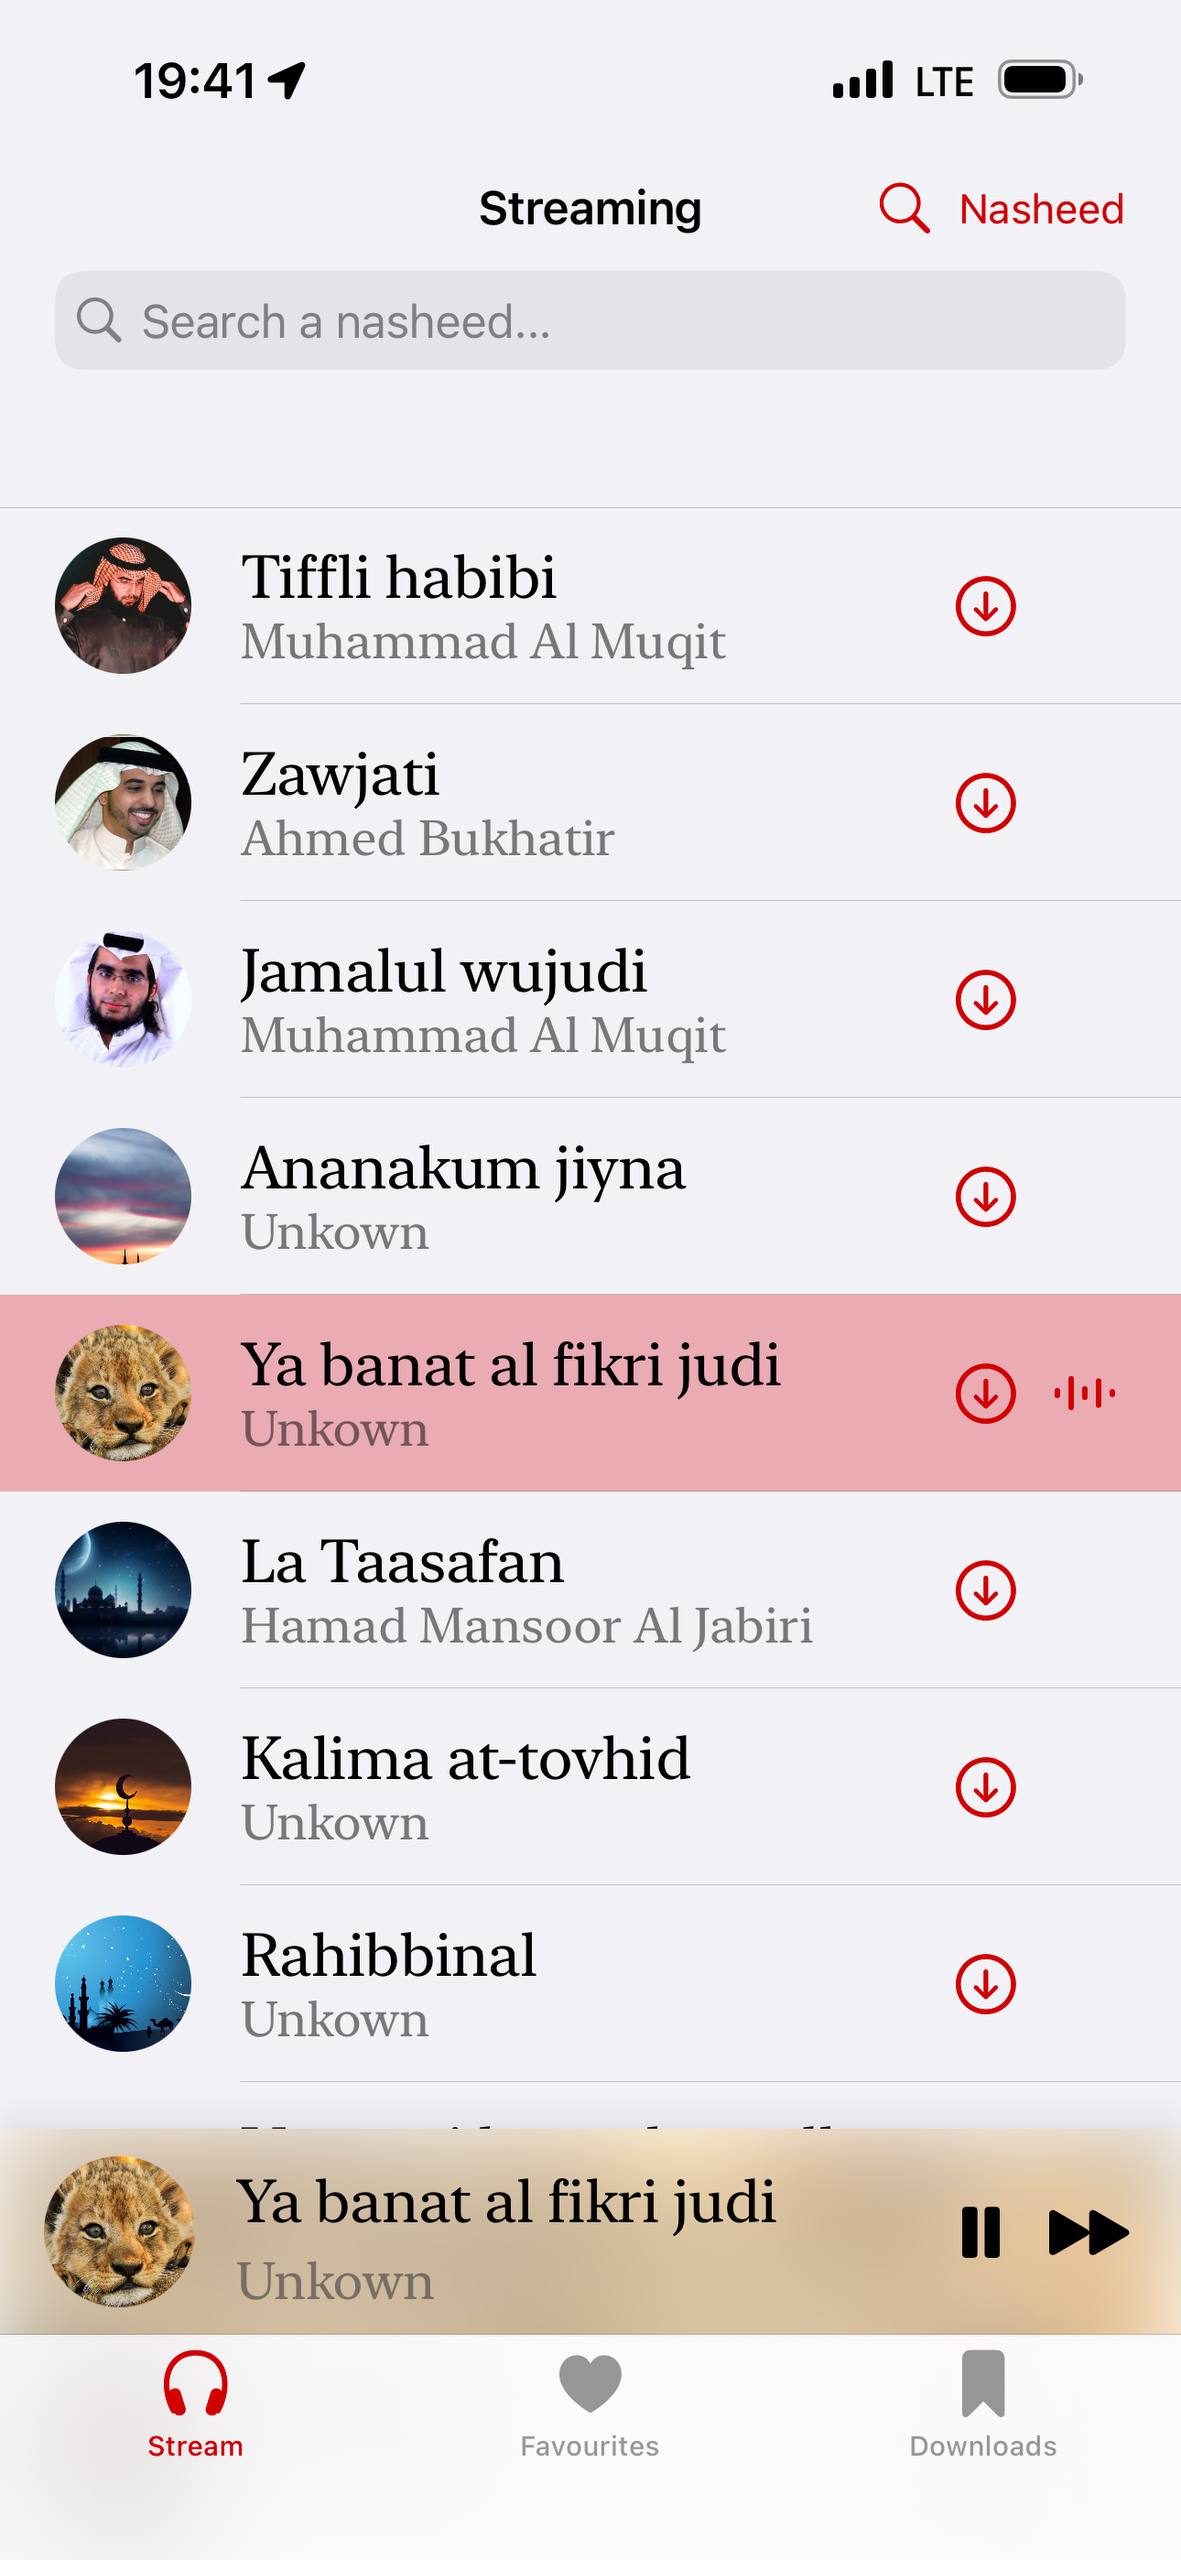 19:41
LTE
Streaming
Nasheed
Search a nasheed...
Tiffli habibi
Muhammad Al Muqit
Zawjati
Ahmed Bukhatir
Jamalul wujudi
Muhammad Al Muqit
Ananakum jiyna
Unkown
Ya banat al fikri judi
Unkown
La Taasafan
Hamad Mansoor Al Jabiri
Kalima at-tovhid
Unkown
Rahibbinal
Unkown
Ya banat al fikri judi
Unkown
Stream
Favourites
Downloads